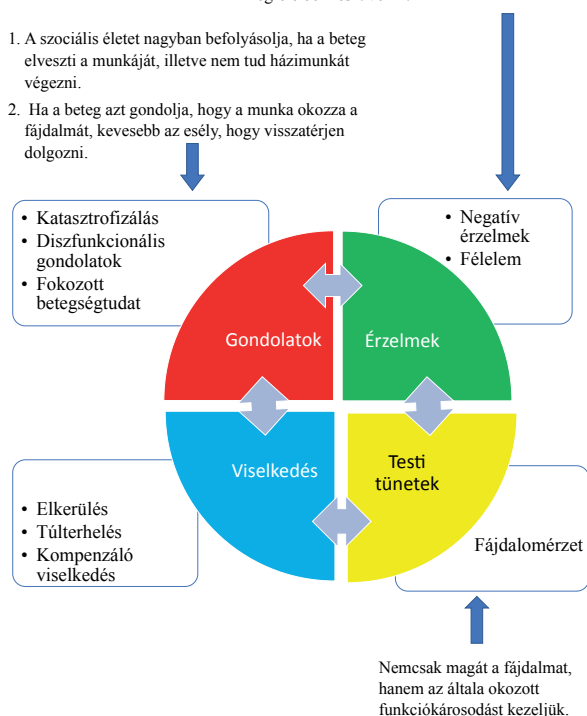 1. A szociális életet nagyban befolyásolja, ha a beteg
elveszti a munkáját, illetve nem tud házimunkát
végezni.
2. Ha a beteg azt gondolja, hogy a munka okozza a
fájdalmát, kevesebb az esély, hogy visszatérjen
dolgozni.
• Katasztrofizálás
• Diszfunkcionális
gondolatok
• Fokozott
betegségtudat
• Negatív
érzelmek
• Félelem
Gondolatok
Érzelmek
Viselkedés
Testi
tünetek
• Elkerülés
• Túlterhelés
• Kompenzáló
viselkedés
Fájdalomérzet
Nemcsak magát a fájdalmat,
hanem az általa okozott
funkciókárosodást kezeljük.